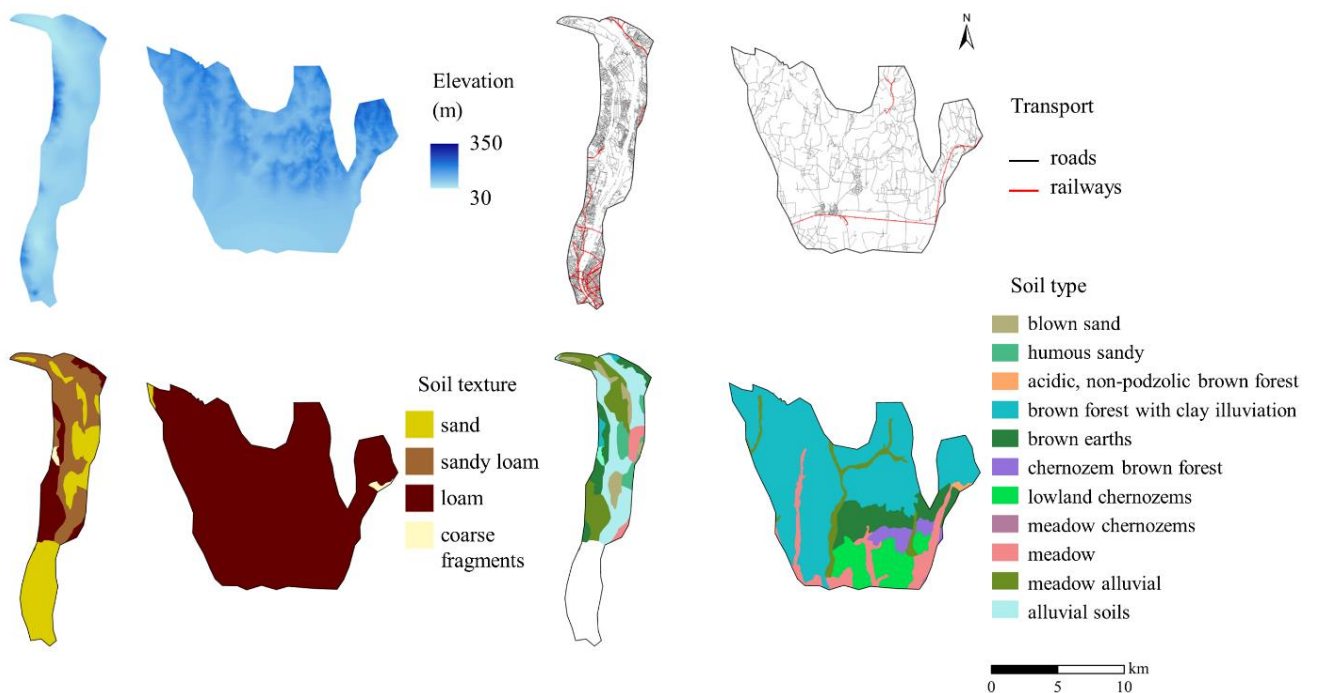 Elevation
(m)
350
30
N
Transport
roads
railways
Soil texture
sand
sandy loam
loam
coarse
fragments
Soil type
blown sand
humous sandy
acidic, non-podzolic brown forest
brown forest with clay illuviation
brown earths
chernozem brown forest
lowland chernozems
meadow chernozems
meadow
meadow alluvial
alluvial soils
km
0 5 10